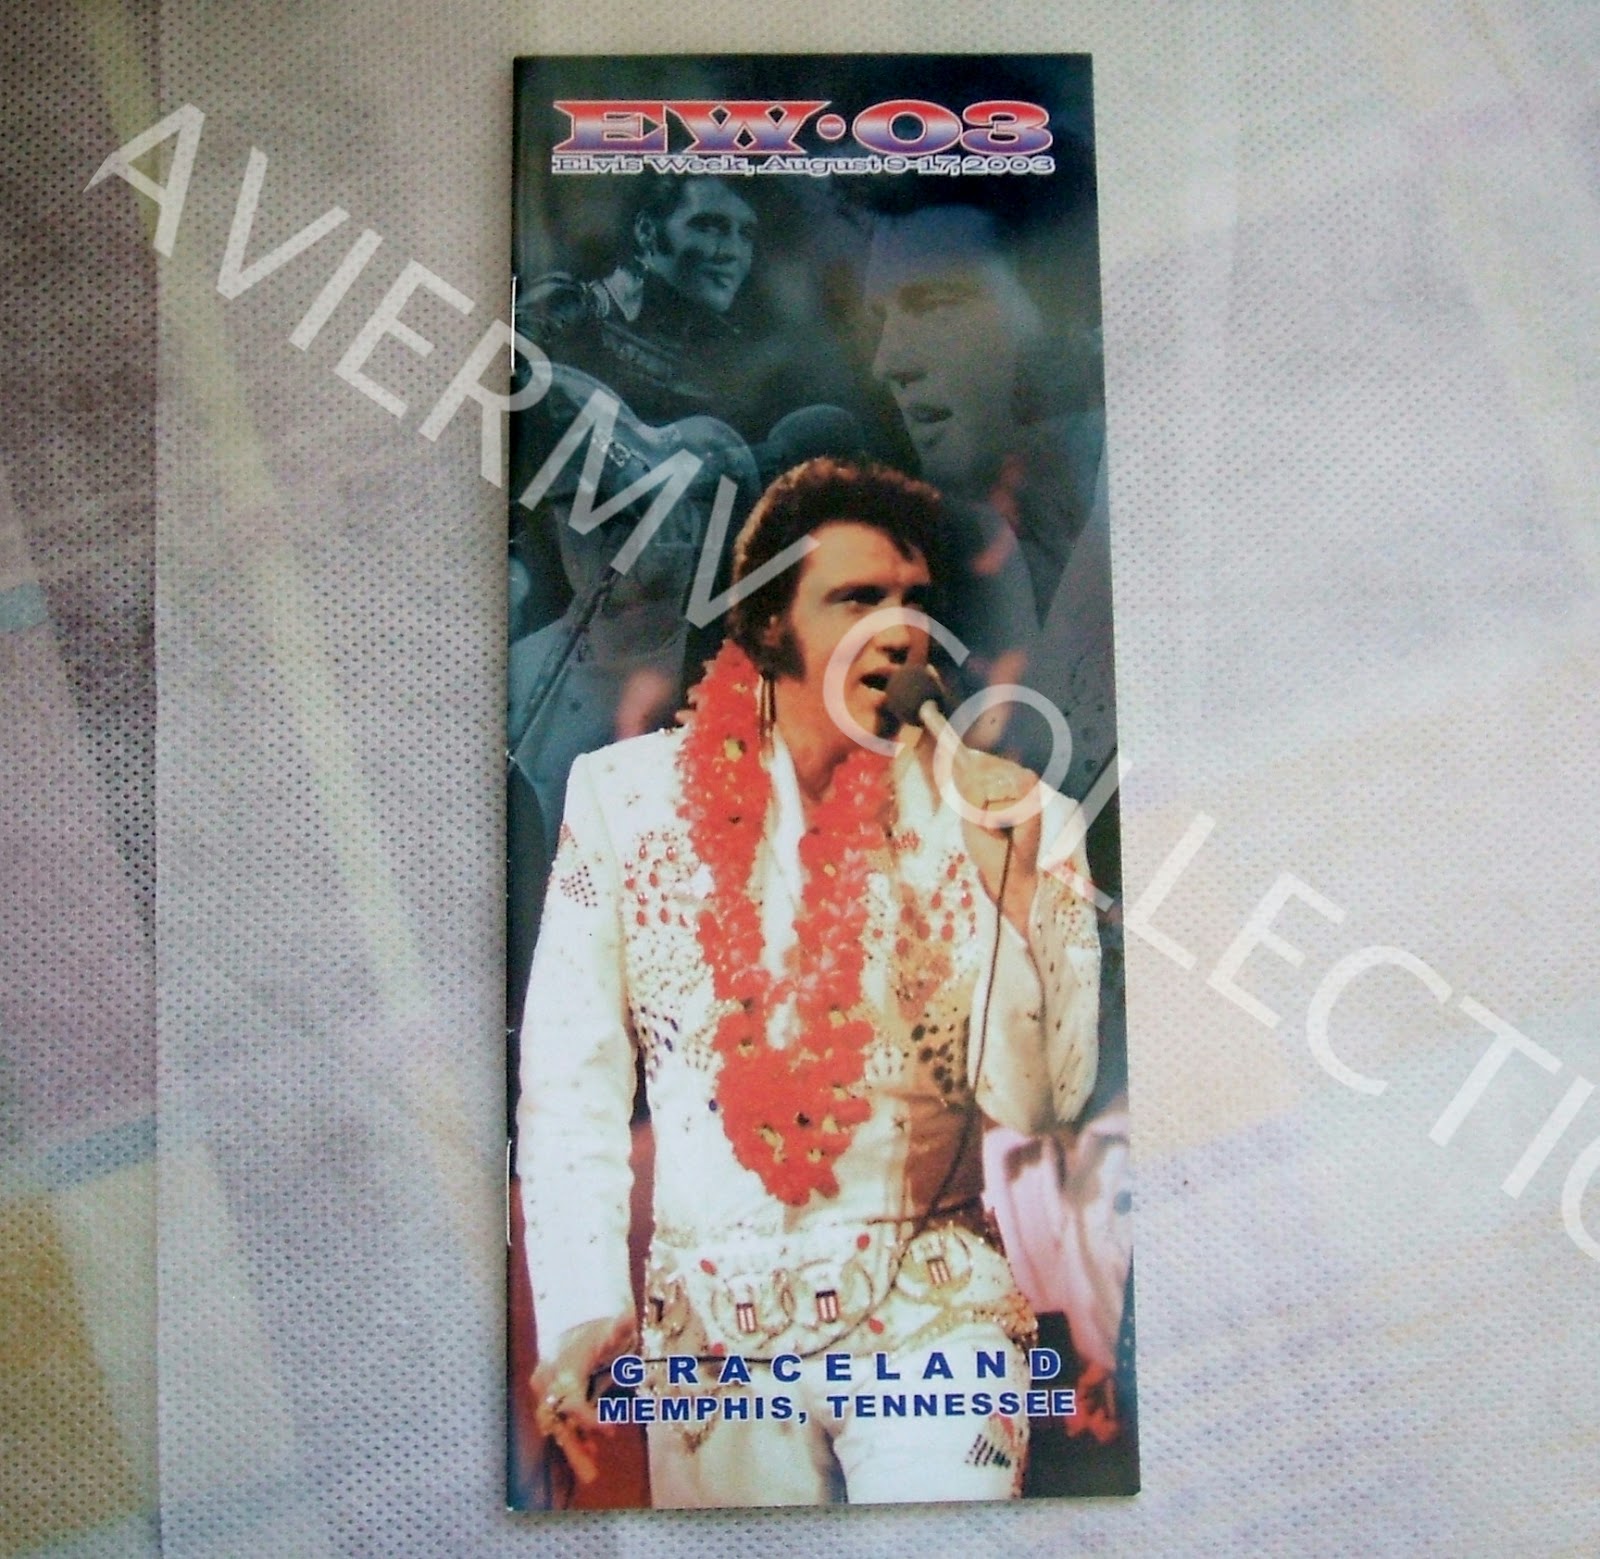 EW•03
Elvis Week, August 9-17, 2003
AVIERMV COLLECTIO
GRACELAND
MEMPHIS, TENNESSEE